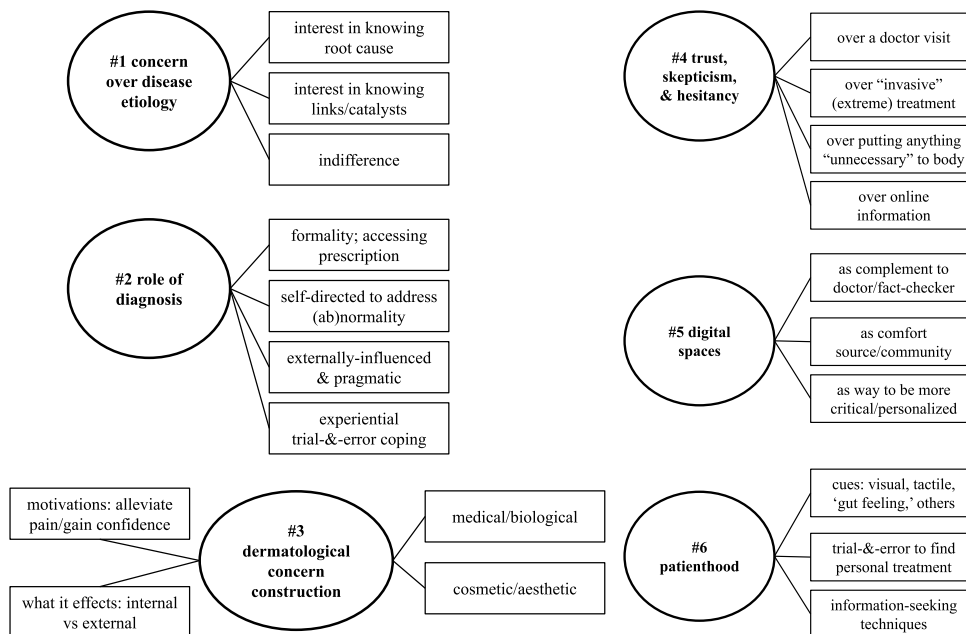 #1 concern
over disease
etiology
interest in knowing
root cause
interest in knowing
links/catalysts
indifference
#2 role of
diagnosis
formality; accessing
prescription
self-directed to address
(ab)normality
externally-influenced
& pragmatic
experiential
trial-&-error coping
motivations: alleviate
pain/gain confidence
what it effects: internal
vs external
#3
dermatological
concern
construction
medical/biological
cosmetic/aesthetic
#4 trust,
skepticism,
& hesitancy
over a doctor visit
over “invasive”
(extreme) treatment
over putting anything
“unnecessary” to body
over online
information
#5 digital
spaces
as complement to
doctor/fact-checker
as comfort
source/community
as way to be more
critical/personalized
#6
patienthood
cues: visual, tactile,
‘gut feeling,’ others
trial-&-error to find
personal treatment
information-seeking
techniques